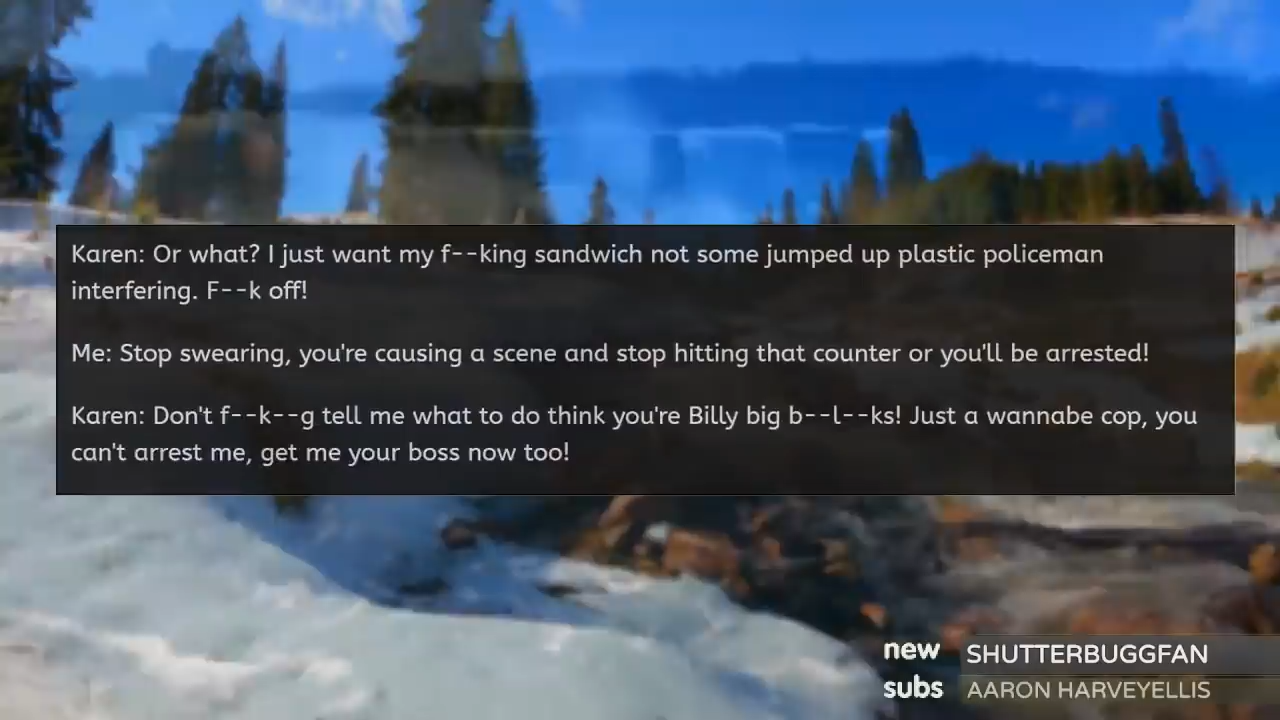 Karen: Or what? I just want my f--king sandwich not some jumped up plastic policeman
interfering. F--k off!
Me: Stop swearing, you're causing a scene and stop hitting that counter or you'll be arrested!
Karen: Don't f--k--g tell me what to do think you're Billy big b--l--ks! Just a wannabe cop, you
can't arrest me, get me your boss now too!
new SHUTTERBUGGFAN
subs AARON HARVEYELLIS